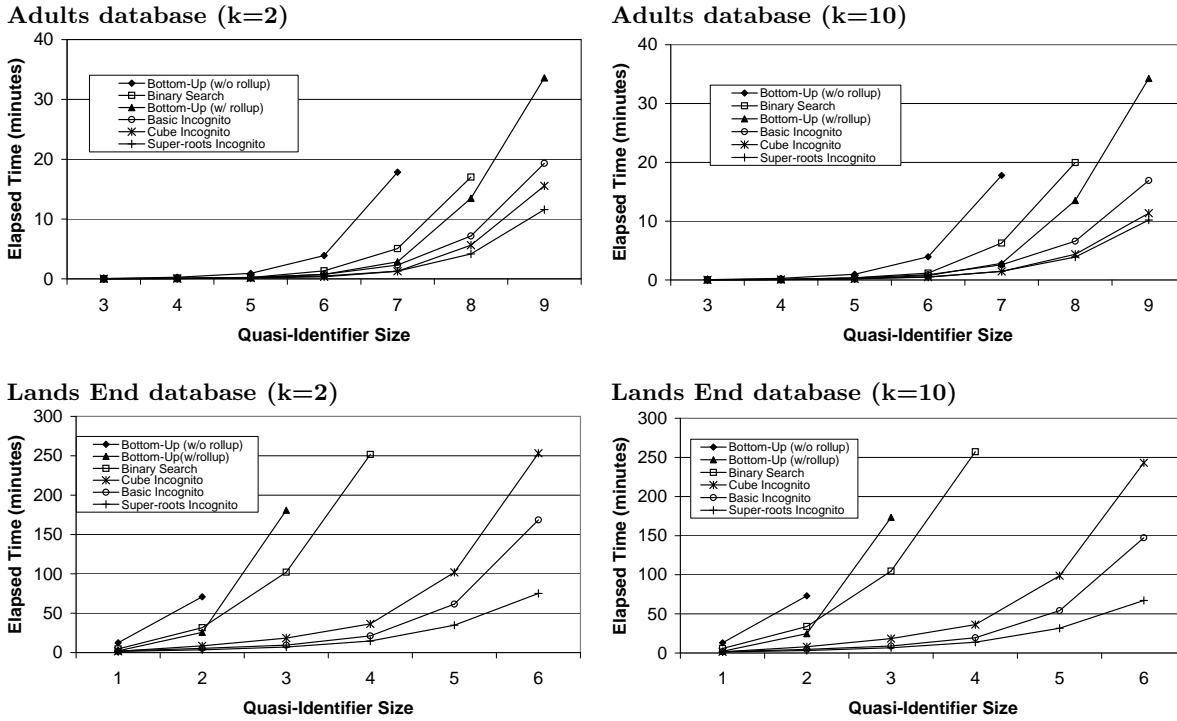 Adults database (k=2)
Elapsed Time (minutes)
40
30
20
10
0
Bottom-Up (w/o rollup)
Binary Search
Bottom-Up (w/ rollup)
Basic Incognito
Cube Incognito
Super-roots Incognito
3 4 5 6 7 8 9
Quasi-Identifier Size
Adults database (k=10)
Elapsed Time (minutes)
40
30
20
10
0
Bottom-Up (w/o rollup)
Binary Search
Bottom-Up (w/rollup)
Basic Incognito
Cube Incognito
Super-roots Incognito
3 4 5 6 7 8 9
Quasi-Identifier Size
Lands End database (k=2)
Elapsed Time (minutes)
300
250
200
150
100
50
0
Bottom-Up (w/o rollup)
Bottom-Up(w/rollup)
Binary Search
Cube Incognito
Basic Incognito
Super-roots Incognito
1 2 3 4 5 6
Quasi-Identifier Size
Lands End database (k=10)
Elapsed Time (minutes)
300
250
200
150
100
50
0
Bottom-Up (w/o rollup)
Bottom-Up (w/rollup)
Binary Search
Cube Incognito
Basic Incognito
Super-roots Incognito
1 2 3 4 5 6
Quasi-Identifier Size